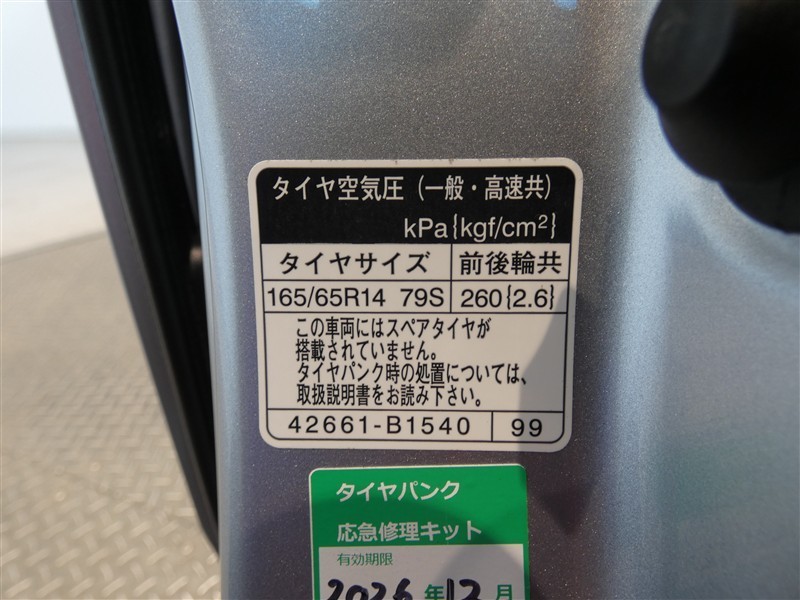 タイヤ空気圧 (一般・高速共)
kPa{kgf/cm²}
タイヤサイズ 前後輪共
165/65R14 79S 260{2.6}
この車両にはスペアタイヤが
搭載されていません。
タイヤパンク時の処置については、
取扱説明書をお読み下さい。
42661-B1540 99
タイヤパンク
応急修理キット
有効期限
2026年12月